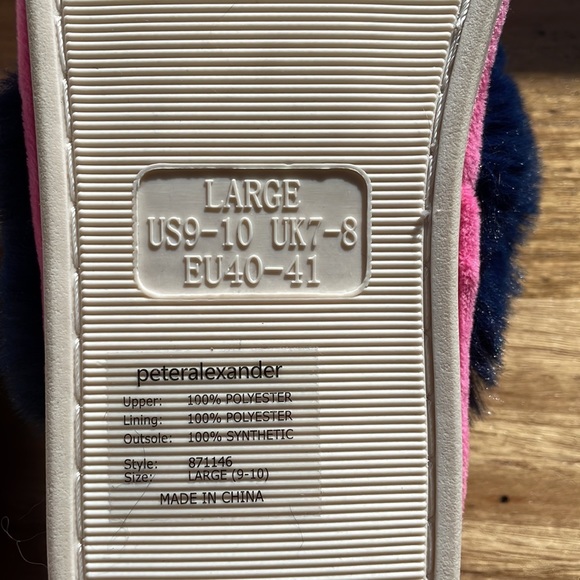 LARGE
US9-10 UK7-8
EU40-41
peteralexander
Upper: 100% POLYESTER
Lining: 100% POLYESTER
Outsole: 100% SYNTHETIC
Style: 871146
Size: LARGE (9-10)
MADE IN CHINA